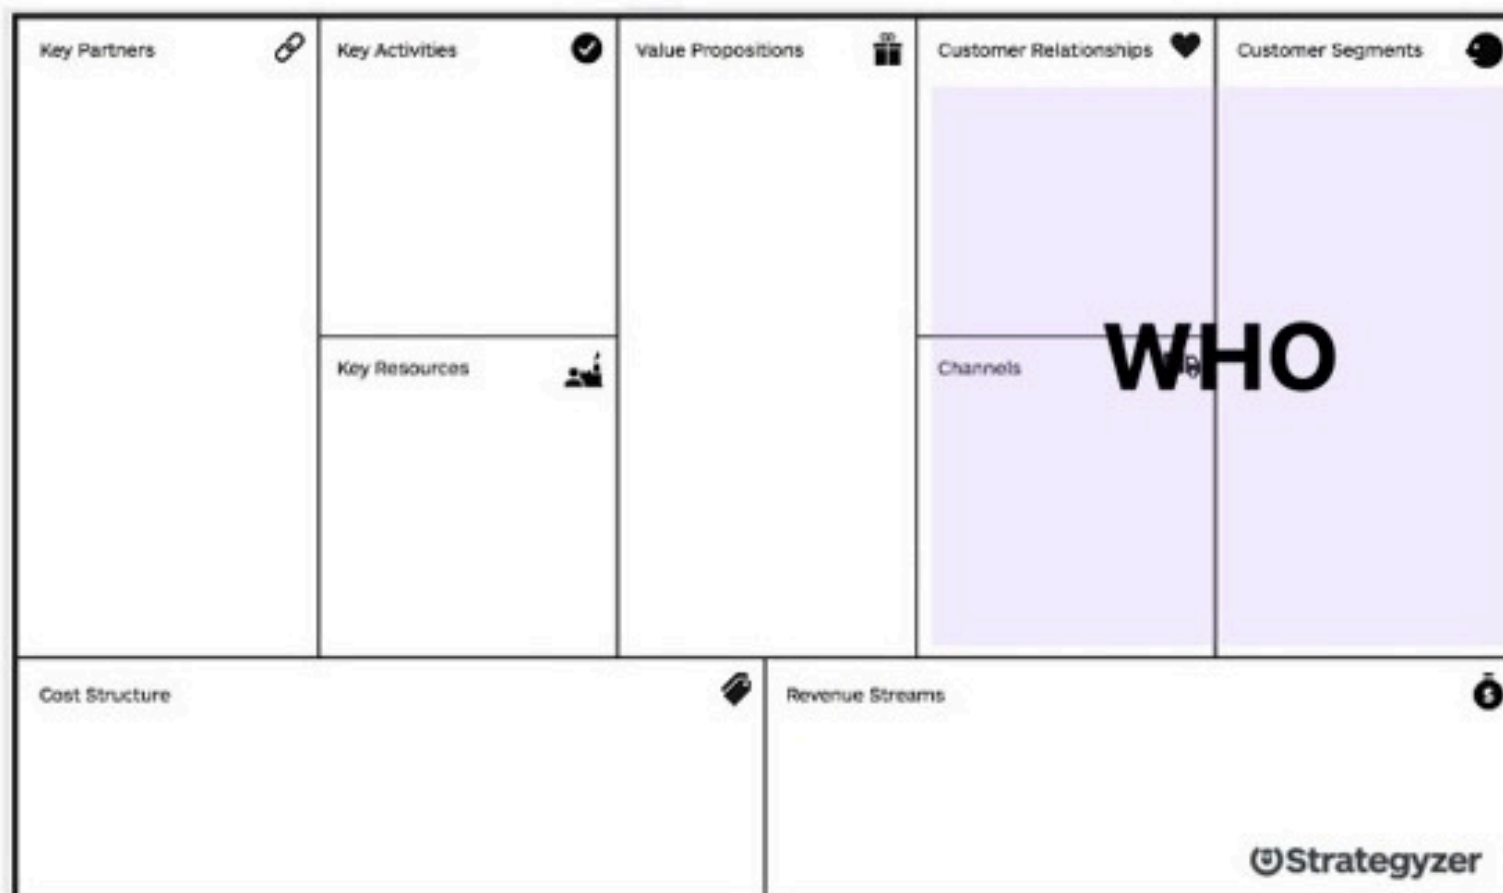 Key Partners
Key Activities
Value Propositions
Customer Relationships
Customer Segments
Key Resources
Channels
WHO
Cost Structure
Revenue Streams
Strategyzer